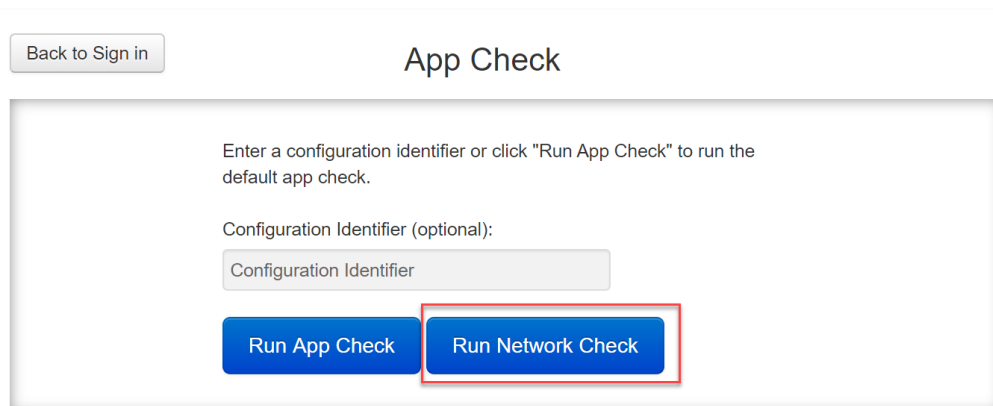 Back to Sign in
App Check
Enter a configuration identifier or click "Run App Check" to run the
default app check.
Configuration Identifier (optional):
Configuration Identifier
Run App Check
Run Network Check